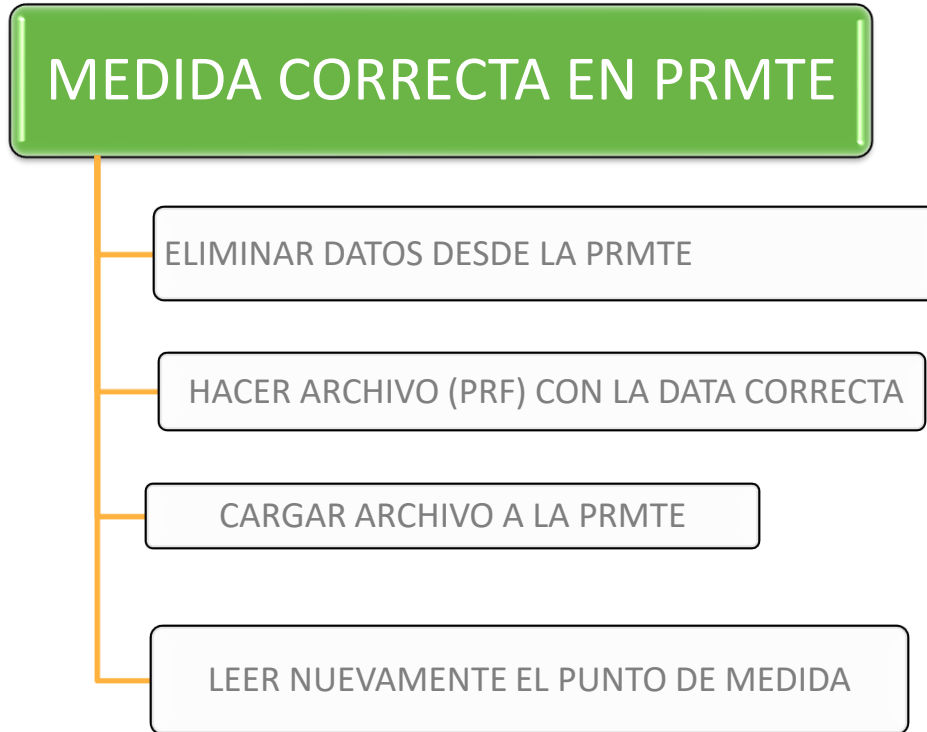 MEDIDA CORRECTA EN PRMTE
ELIMINAR DATOS DESDE LA PRMTE
HACER ARCHIVO (PRF) CON LA DATA CORRECTA
CARGAR ARCHIVO A LA PRMTE
LEER NUEVAMENTE EL PUNTO DE MEDIDA